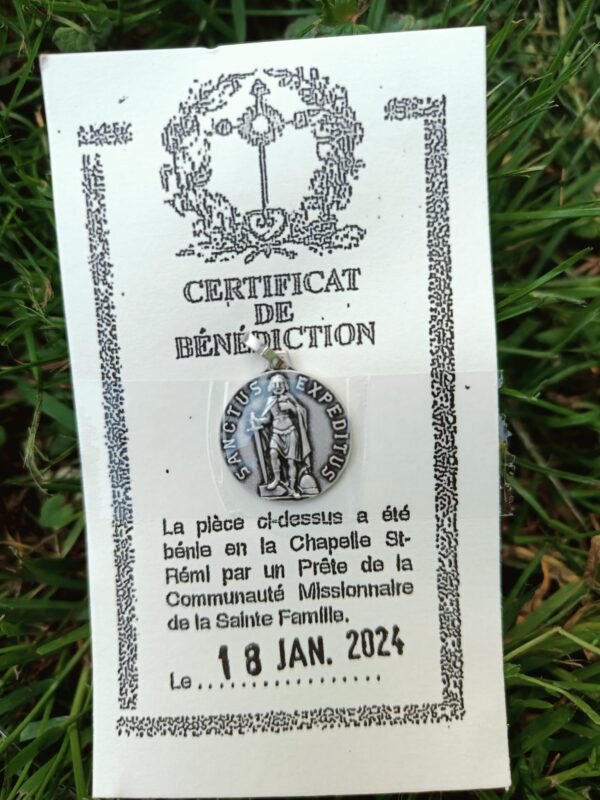 CERTIFICAT
DE
BÉNÉDICTION
SANCTUS EXPEDITUS
La pièce ci-dessus a été
bénie en la Chapelle St-
Rémi par un Prête de la
Communauté Missionnaire
de la Sainte Famille.
Le 18 JAN. 2024